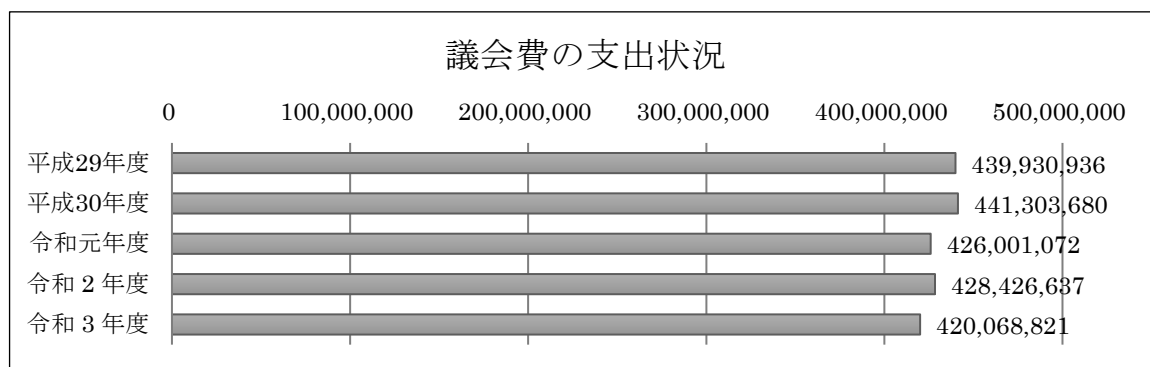 議会費の支出状況
0 100,000,000 200,000,000 300,000,000 400,000,000 500,000,000
平成29年度 439,930,936
平成30年度 441,303,680
令和元年度 426,001,072
令和２年度 428,426,637
令和３年度 420,068,821